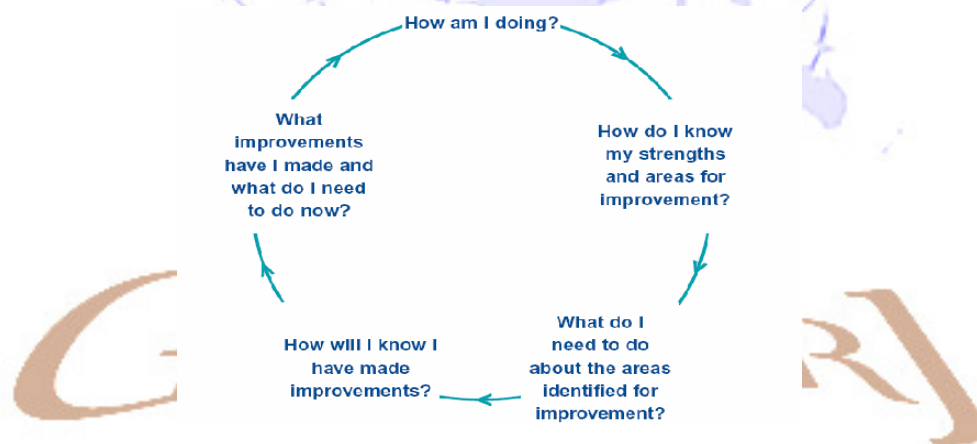 How am I doing?
How do I know
my strengths
and areas for
improvement?
What do I
need to do
about the areas
identified for
improvement?
How will I know I
have made
improvements?
What
improvements
have I made and
what do I need
to do now?